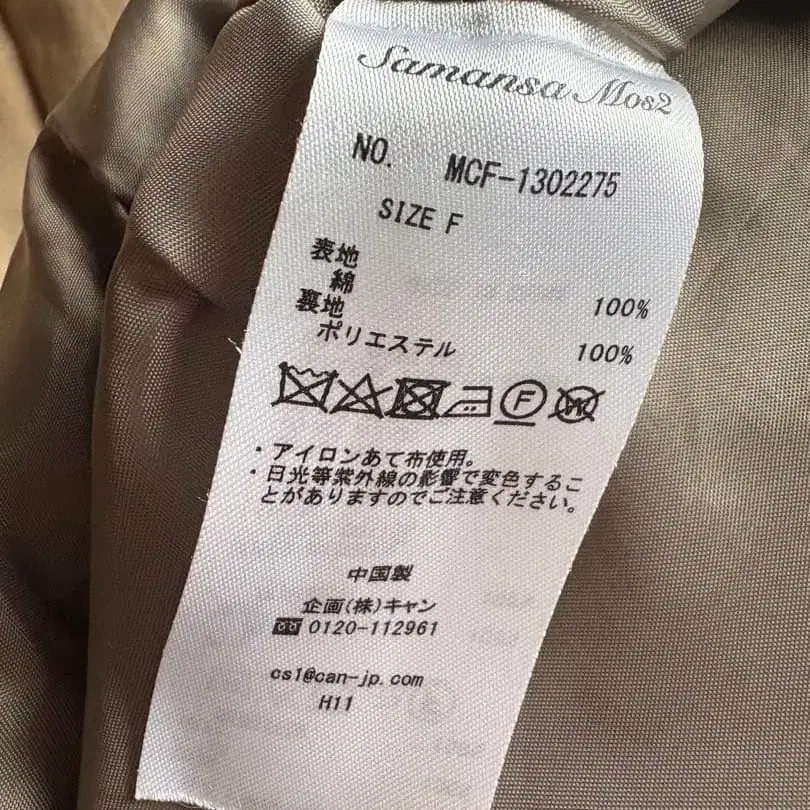 Samansa Mos2
NO. MCF-1302275
SIZE F
表地
綿 100%
裏地
ポリエステル 100%
F W
・アイロンあて布使用。
・日光等紫外線の影響で変色するこ
とがありますのでご注意ください。
中国製
企画(株)キャン
0120-112961
cs1@can-jp.com
H11